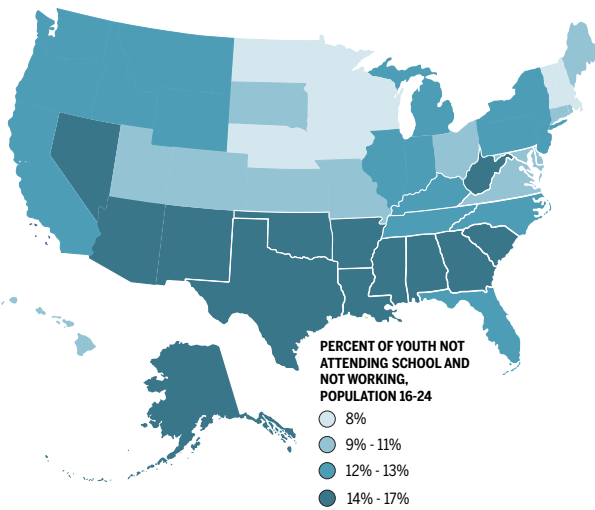 PERCENT OF YOUTH NOT
ATTENDING SCHOOL AND
NOT WORKING,
POPULATION 16-24
8%
9% - 11%
12% - 13%
14% - 17%